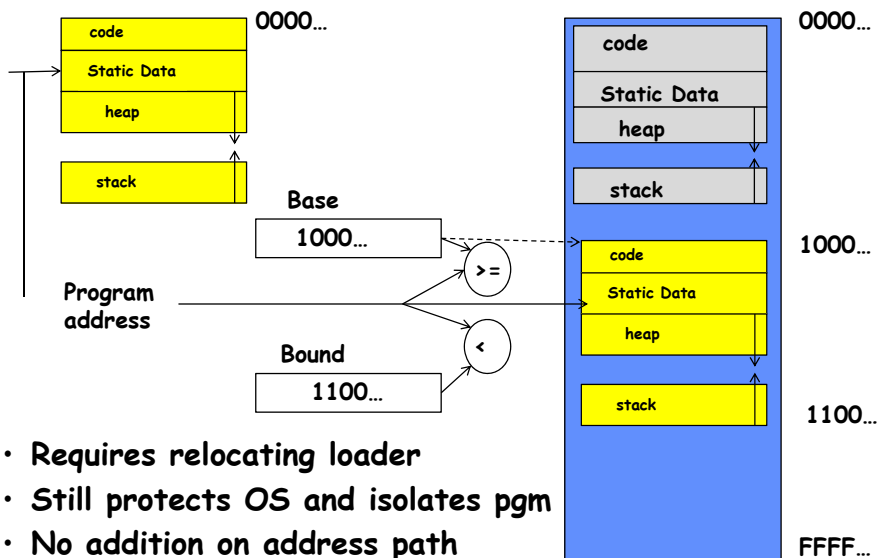 code
0000...
Static Data
heap
stack
Base
1000...
>=
Program
address
<
Bound
1100...
0000...
code
Static Data
heap
stack
1000...
code
Static Data
heap
stack
1100...
FFFF...
• Requires relocating loader
• Still protects OS and isolates pgm
• No addition on address path